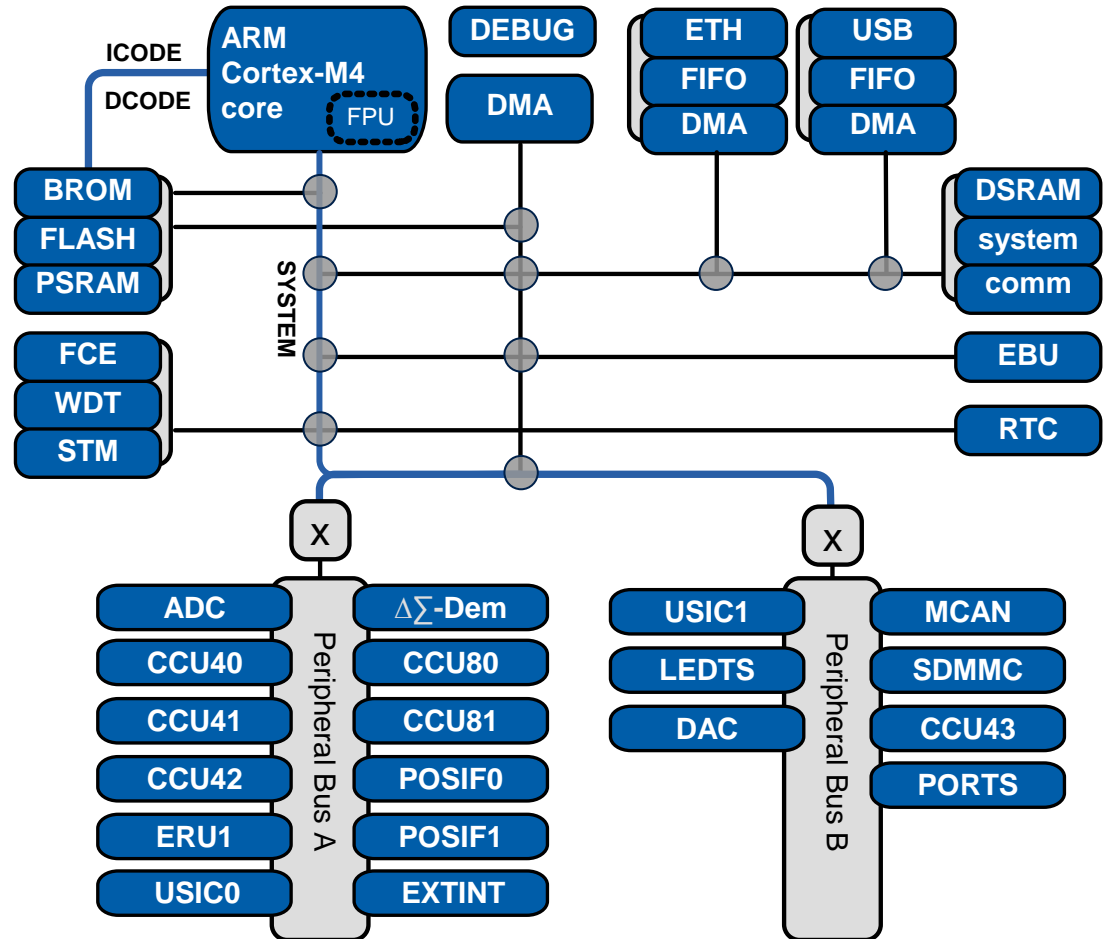 ICODE
DCODE
ARM
Cortex-M4
core
FPU
DEBUG
DMA
ETH
FIFO
DMA
USB
FIFO
DMA
BROM
FLASH
PSRAM
DSRAM
system
comm
SYSTEM
FCE
WDT
STM
EBU
RTC
X
X
Peripheral Bus A
ADC
CCU40
CCU41
CCU42
ERU1
USIC0
∆∑-Dem
CCU80
CCU81
POSIF0
POSIF1
EXTINT
Peripheral Bus B
USIC1
LEDTS
DAC
MCAN
SDMMC
CCU43
PORTS